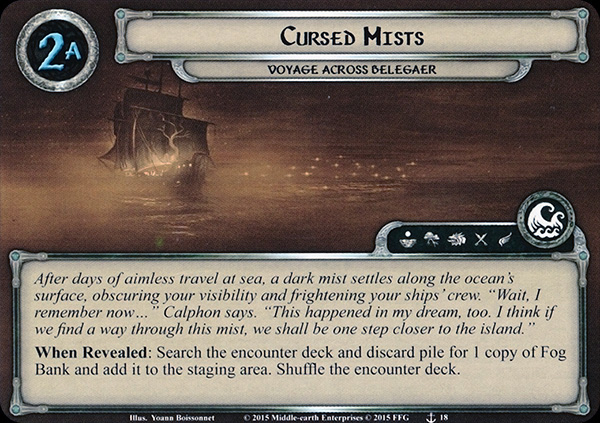 2A
CURSED MISTS
VOYAGE ACROSS BELEGAER
After days of aimless travel at sea, a dark mist settles along the ocean's
surface, obscuring your visibility and frightening your ships' crew. “Wait, I
remember now…” Calphon says. “This happened in my dream, too. I think if
we find a way through this mist, we shall be one step closer to the island.”
When Revealed: Search the encounter deck and discard pile for 1 copy of Fog
Bank and add it to the staging area. Shuffle the encounter deck.
Illus. Yoann Boissonnet © 2015 Middle-earth Enterprises © 2015 FFG 18